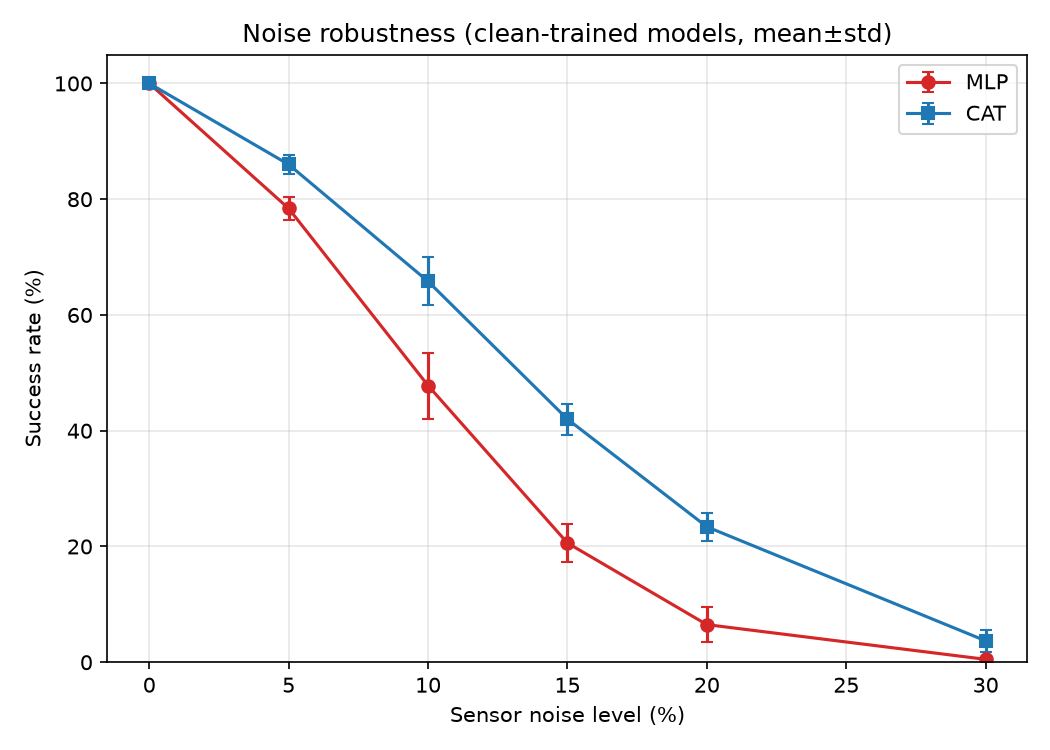 Noise robustness (clean-trained models, mean±std)
MLP
CAT
Success rate (%)
100
80
60
40
20
0
0 5 10 15 20 25 30
Sensor noise level (%)